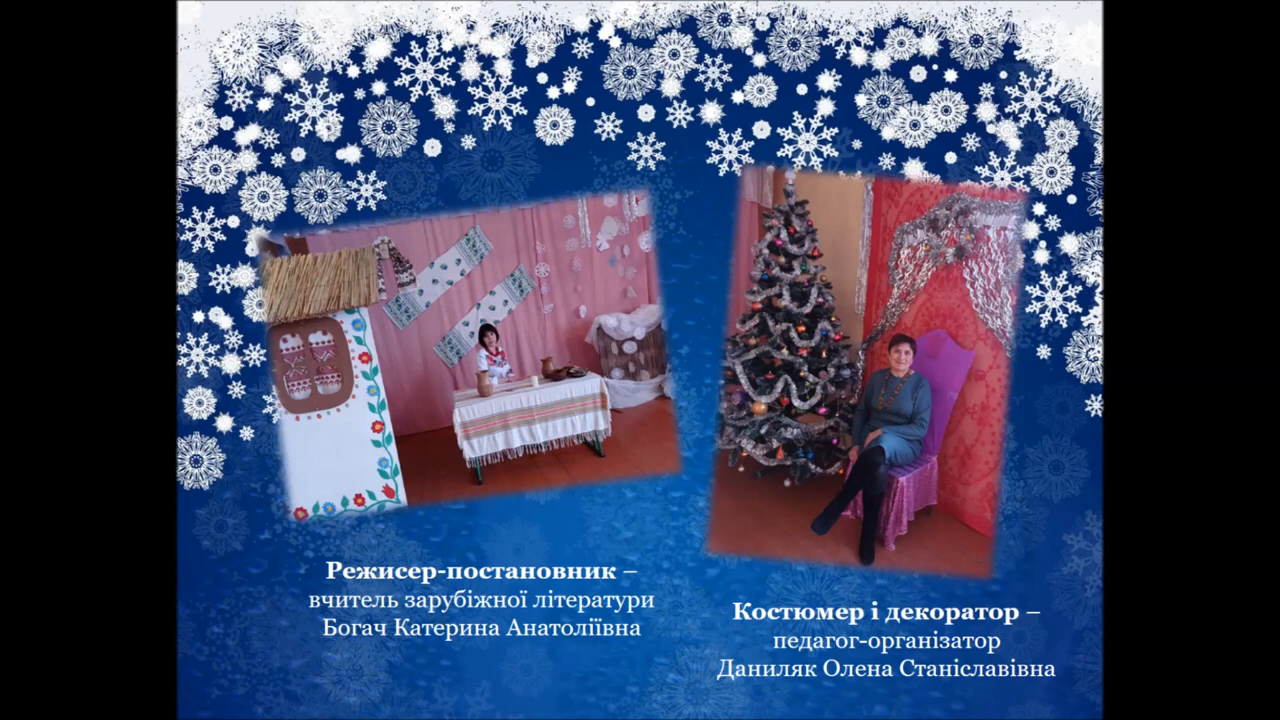 Режисер-постановник –
вчитель зарубіжної літератури
Богач Катерина Анатоліївна
Костюмер і декоратор –
педагог-організатор
Даниляк Олена Станіславівна